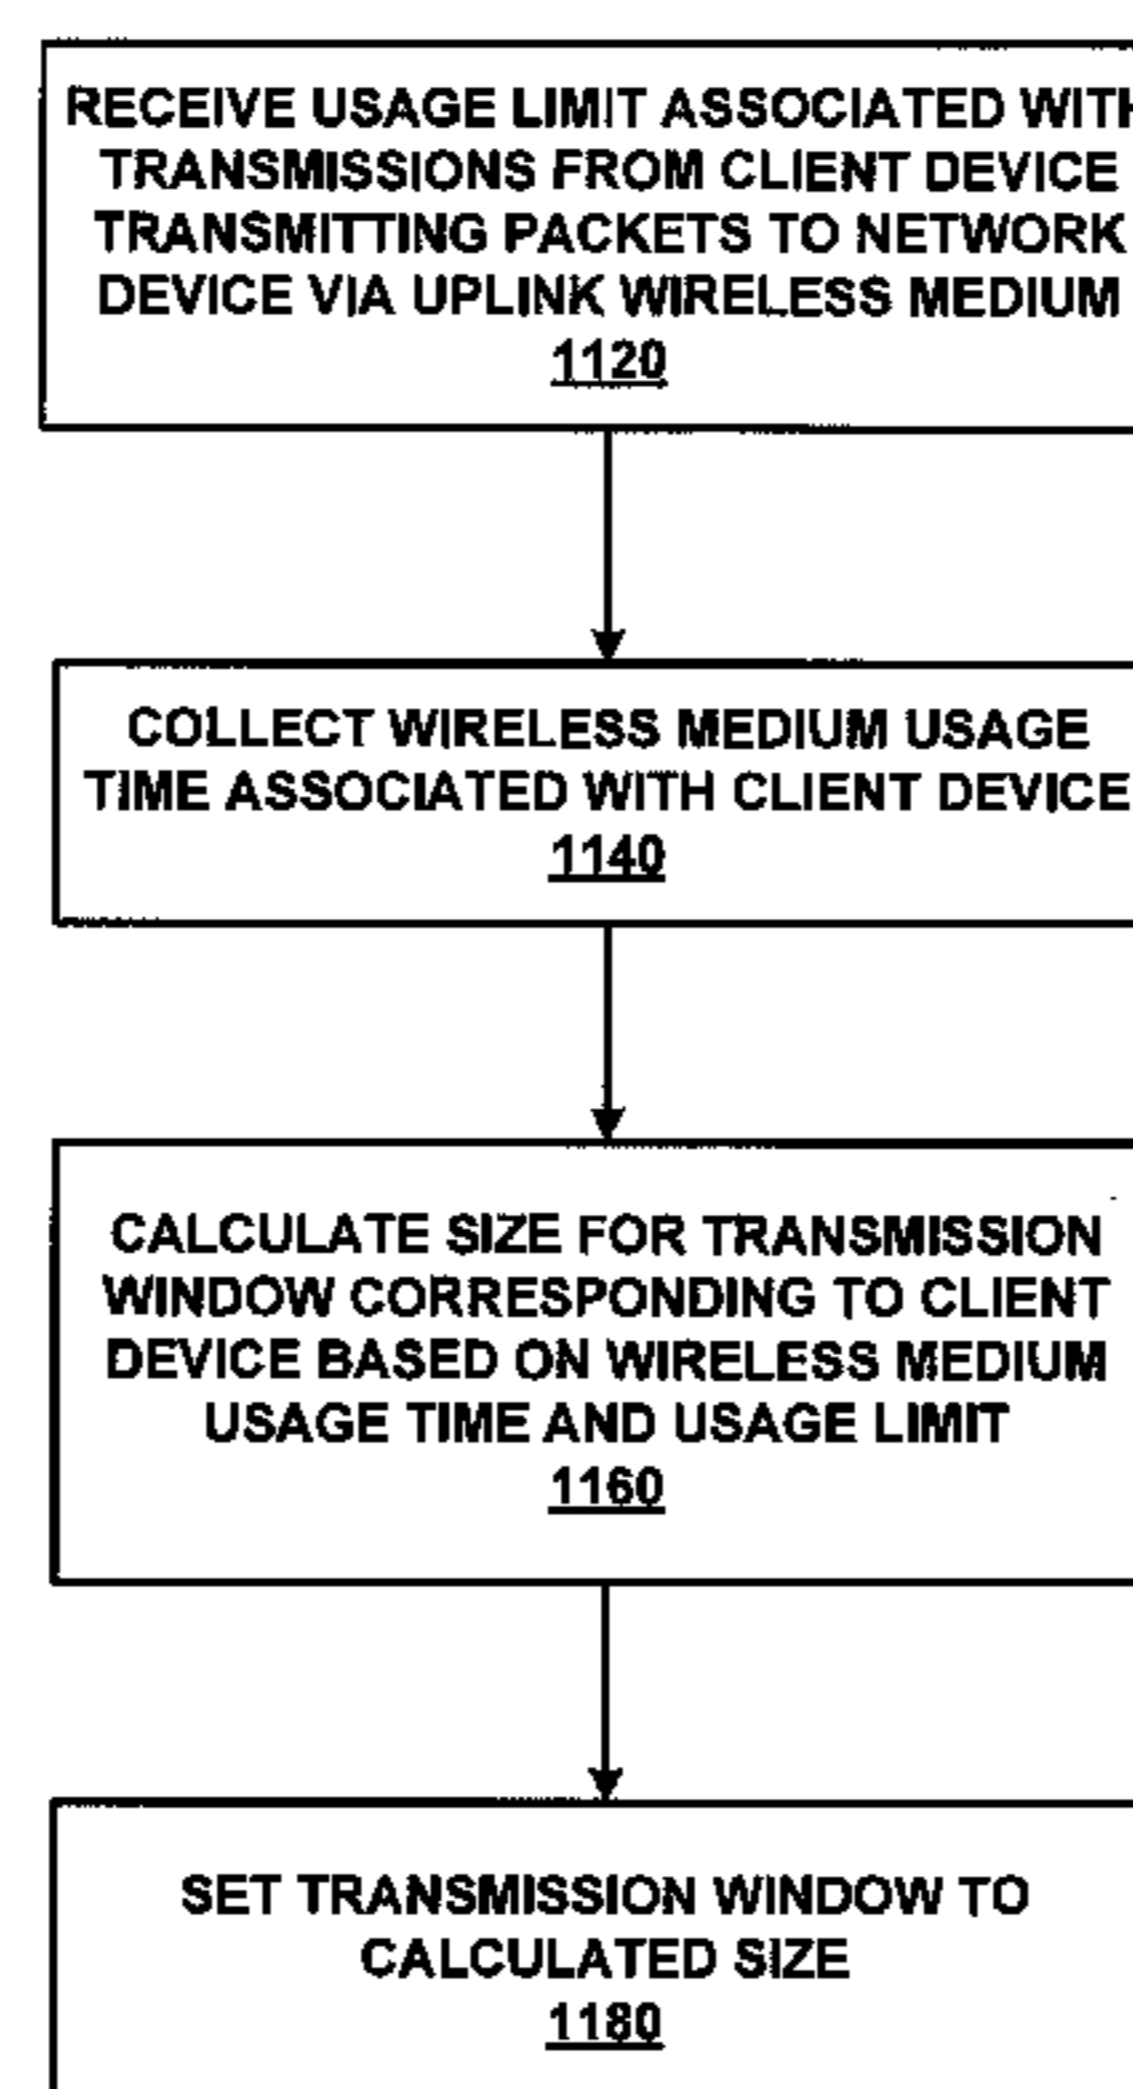 RECEIVE USAGE LIMIT ASSOCIATED WITH
TRANSMISSIONS FROM CLIENT DEVICE
TRANSMITTING PACKETS TO NETWORK
DEVICE VIA UPLINK WIRELESS MEDIUM
1120
COLLECT WIRELESS MEDIUM USAGE
TIME ASSOCIATED WITH CLIENT DEVICE
1140
CALCULATE SIZE FOR TRANSMISSION
WINDOW CORRESPONDING TO CLIENT
DEVICE BASED ON WIRELESS MEDIUM
USAGE TIME AND USAGE LIMIT
1160
SET TRANSMISSION WINDOW TO
CALCULATED SIZE
1180